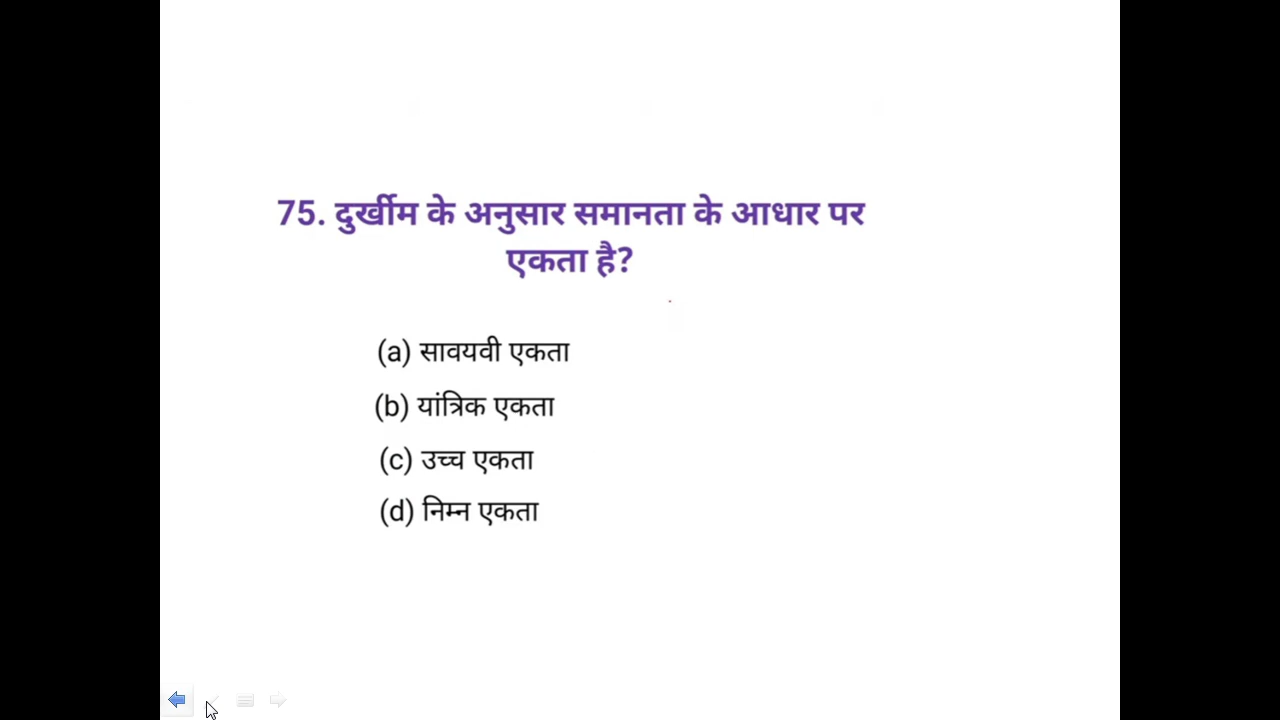 75. दुर्खीम के अनुसार समानता के आधार पर
एकता है?
(a) सावयवी एकता
(b) यांत्रिक एकता
(c) उच्च एकता
(d) निम्न एकता